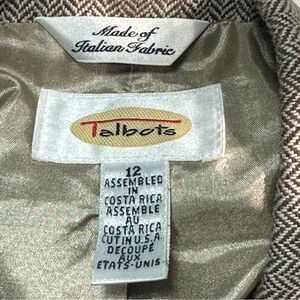 Made of
Italian Fabric
Talbots
12
ASSEMBLED
IN
COSTA RICA
ASSEMBLE
AU
COSTA RICA
CUT IN U.S.A.
DECOUPÉ
AUX
ETATS-UNIS